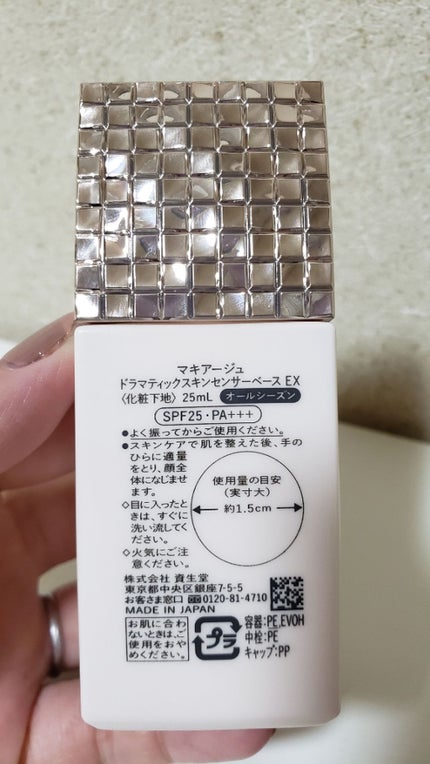 マキアージュ
ドラマティックスキンセンサーベース EX
〈化粧下地〉 25mL オールシーズン
SPF25・PA+++
●よく振ってからご使用ください。
●スキンケアで肌を整えた後、手の
ひらに適量
をとり、顔全
体になじませ
ます。
◇目に入ったと
きは、すぐに
洗い流してく
ださい。
◇火気にご注
意ください。
使用量の目安
(実寸大)
約1.5cm
株式会社 資生堂
東京都中央区銀座7-5-5
お客さま窓口 0120-81-4710
MADE IN JAPAN
お肌に合わ
ないときは、ご
使用をおや
めください。
プラ
容器:PE,EVOH
中栓:PE
キャップ:PP